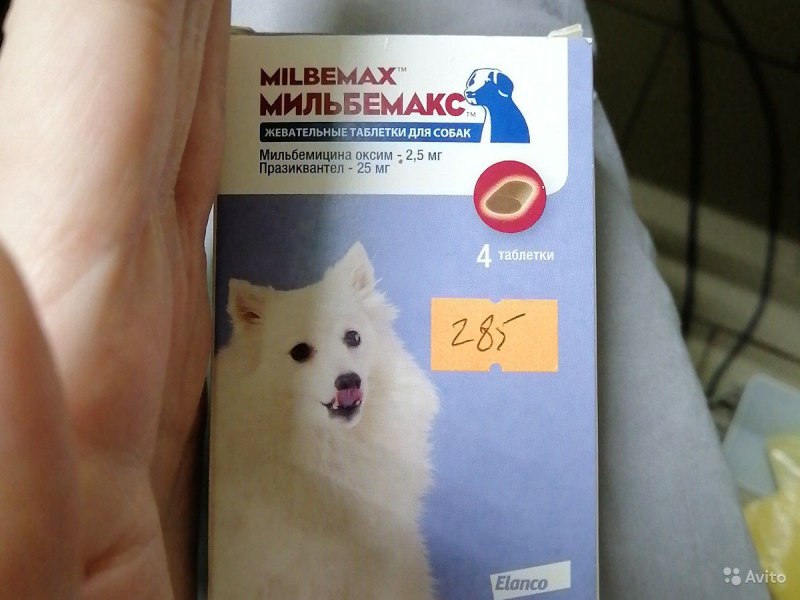 MILBEMAX™
МИЛЬБЕМАКС™
ЖЕВАТЕЛЬНЫЕ ТАБЛЕТКИ ДЛЯ СОБАК
Мильбемицина оксим - 2,5 мг
Празиквантел - 25 мг
4 таблетки
285
Elanco
Avito